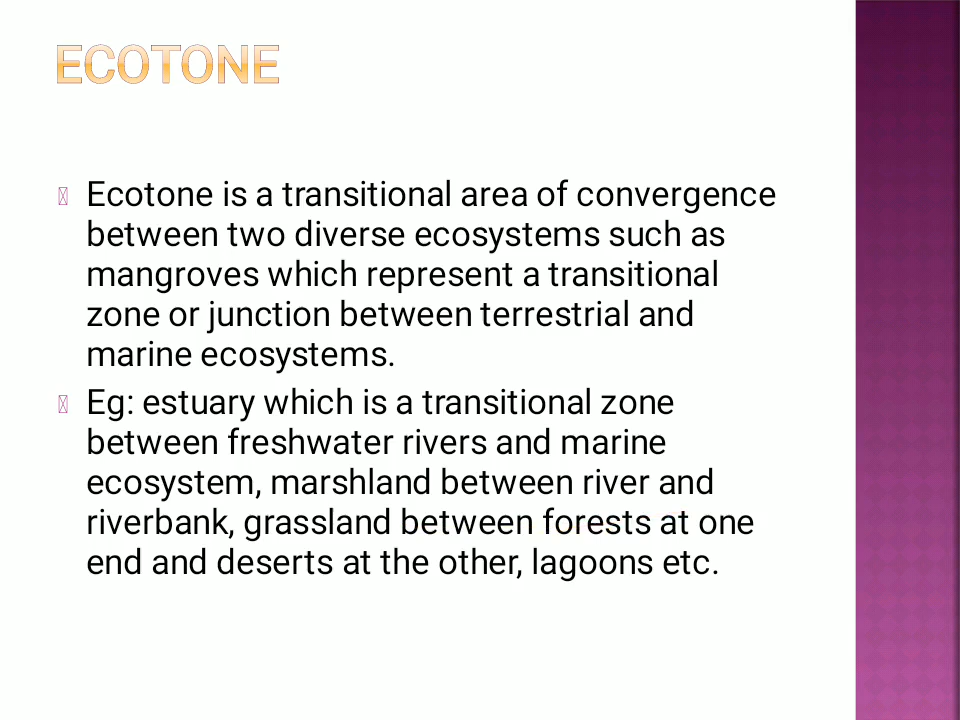 ECOTONE
Ecotone is a transitional area of convergence
between two diverse ecosystems such as
mangroves which represent a transitional
zone or junction between terrestrial and
marine ecosystems.
Eg: estuary which is a transitional zone
between freshwater rivers and marine
ecosystem, marshland between river and
riverbank, grassland between forests at one
end and deserts at the other, lagoons etc.